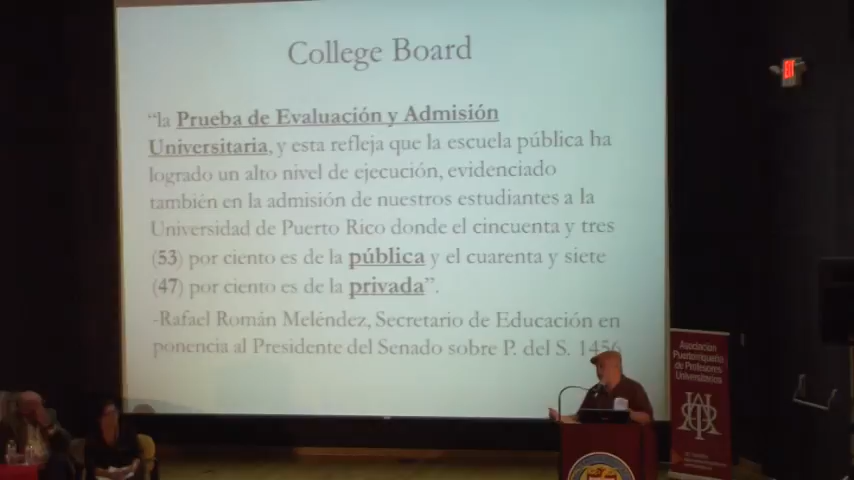 College Board
“la Prueba de Evaluación y Admisión
Universitaria, y esta refleja que la escuela pública ha
logrado un alto nivel de ejecución, evidenciado
también en la admisión de nuestros estudiantes a la
Universidad de Puerto Rico donde el cincuenta y tres
(53) por ciento es de la pública y el cuarenta y siete
(47) por ciento es de la privada”.
-Rafael Román Meléndez, Secretario de Educación en
ponencia al Presidente del Senado sobre P. del S. 1456
EXIT
Asociación
Puertorriqueña
de Profesores
Universitarios